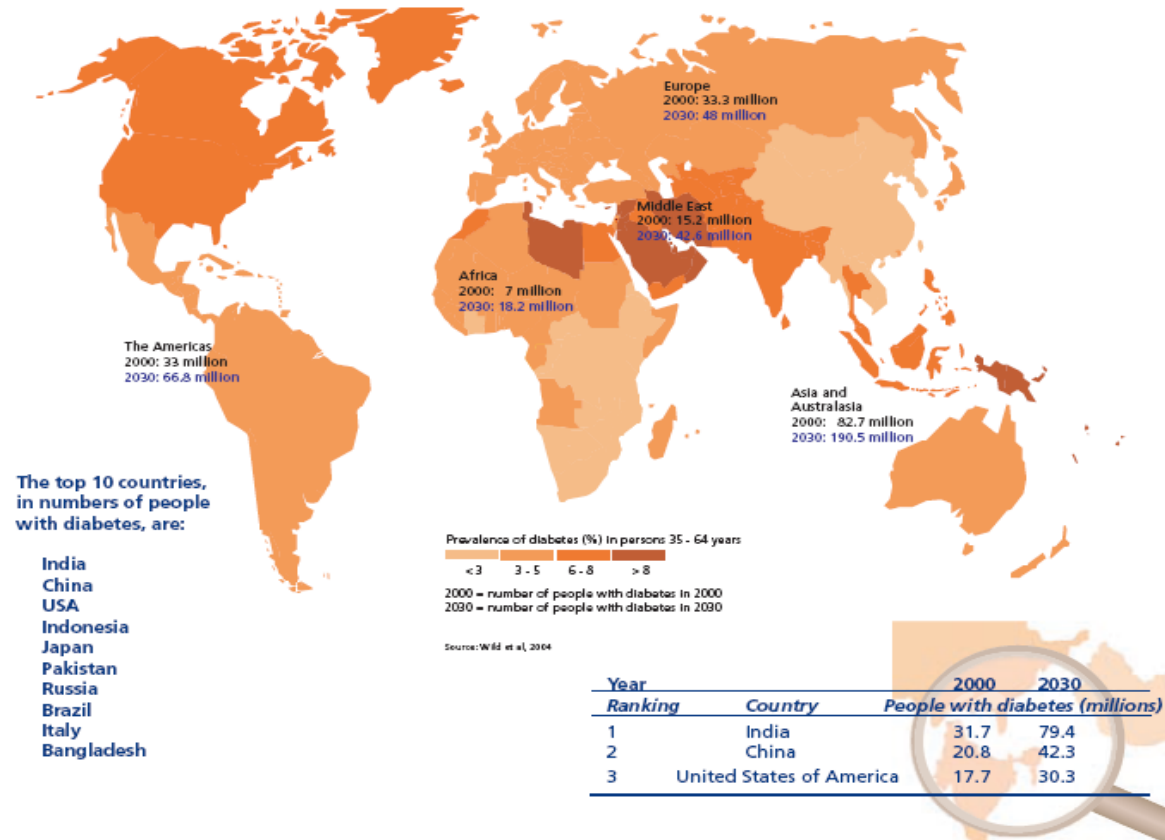 Europe
2000: 33.3 million
2030: 48 million
Middle East
2000: 15.2 million
2030: 42.6 million
Africa
2000: 7 million
2030: 18.2 million
The Americas
2000: 33 million
2030: 66.8 million
Asia and
Australasia
2000: 82.7 million
2030: 190.5 million
The top 10 countries,
in numbers of people
with diabetes, are:
India
China
USA
Indonesia
Japan
Pakistan
Russia
Brazil
Italy
Bangladesh
Prevalence of diabetes (%) in persons 35 - 64 years
<3 3 - 5 6 - 8 > 8
2000 = number of people with diabetes in 2000
2030 = number of people with diabetes in 2030
Source: Wild et al, 2004
Year 2000 2030
Ranking Country People with diabetes (millions)
1 India 31.7 79.4
2 China 20.8 42.3
3 United States of America 17.7 30.3